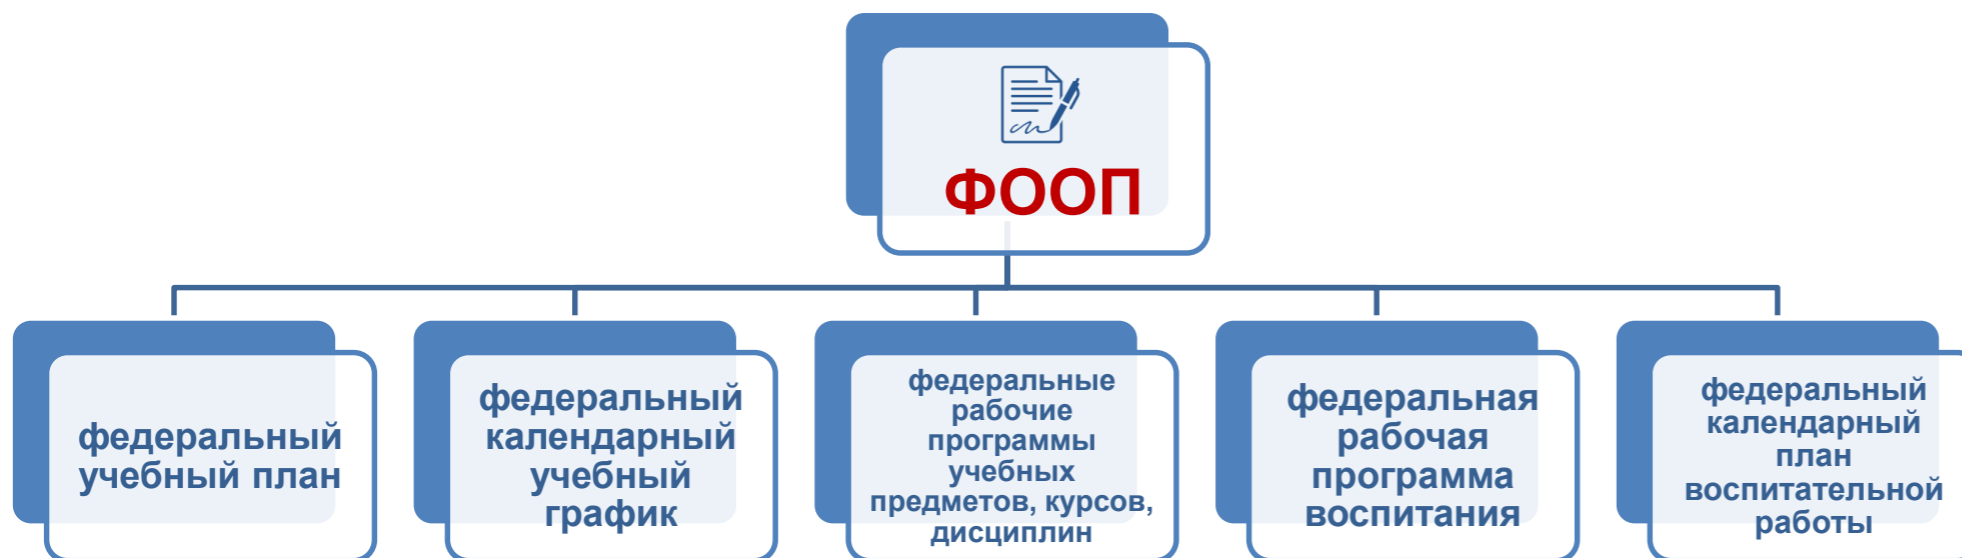 ФООП
федеральный
учебный план
федеральный
календарный
учебный
график
федеральные
рабочие
программы
учебных
предметов, курсов,
дисциплин
федеральная
рабочая
программа
воспитания
федеральный
календарный
план
воспитательной
работы